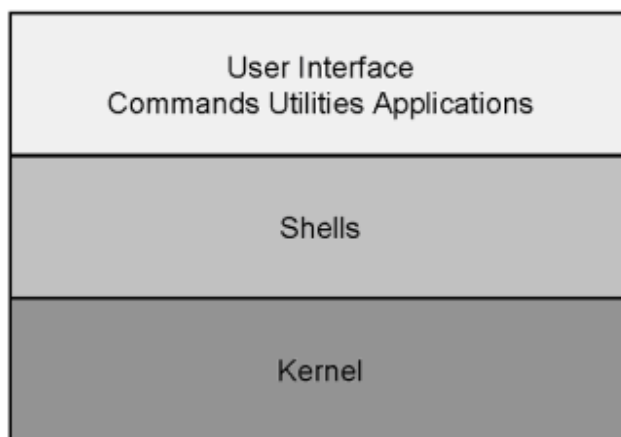 User Interface
Commands Utilities Applications
Shells
Kernel